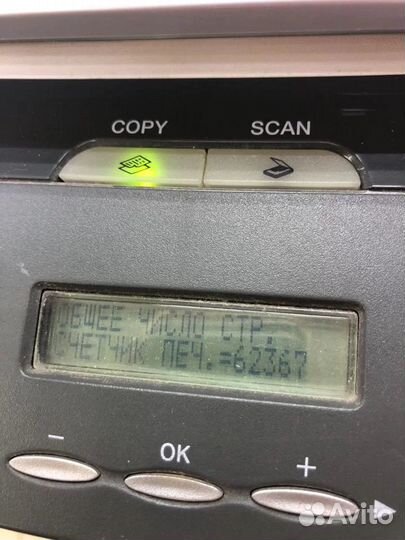 COPY SCAN
ОБЩЕЕ ЧИСЛО СТР.
СЧЕТЧИК ПЕЧ.=62367
− OK +
Avito